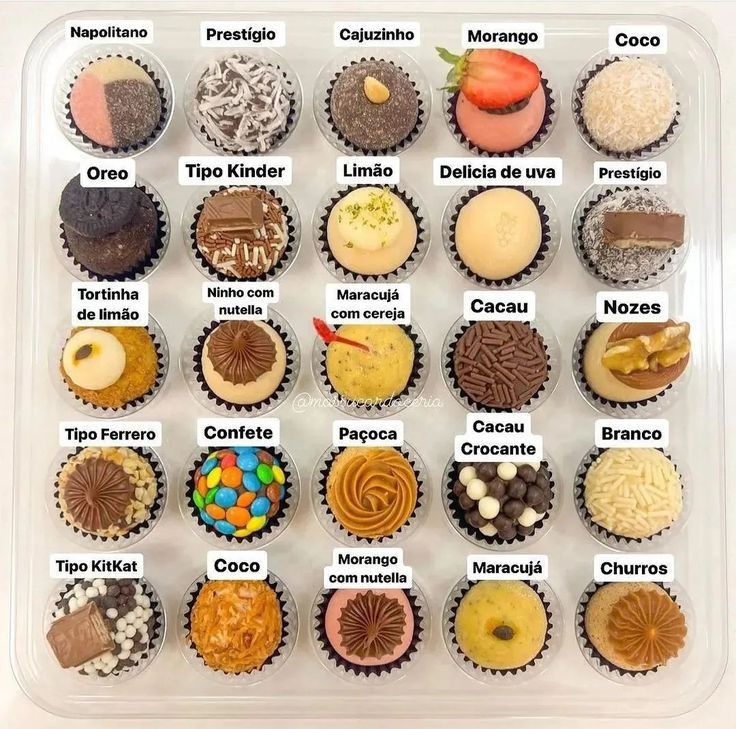 Napolitano
Prestígio
Cajuzinho
Morango
Coco
Oreo
Tipo Kinder
Limão
Delicia de uva
Prestígio
Tortinha
de limão
Ninho com
nutella
Maracujá
com cereja
Cacau
Nozes
Tipo Ferrero
Confete
Paçoca
Cacau
Crocante
Branco
Tipo KitKat
Coco
Morango
com nutella
Maracujá
Churros